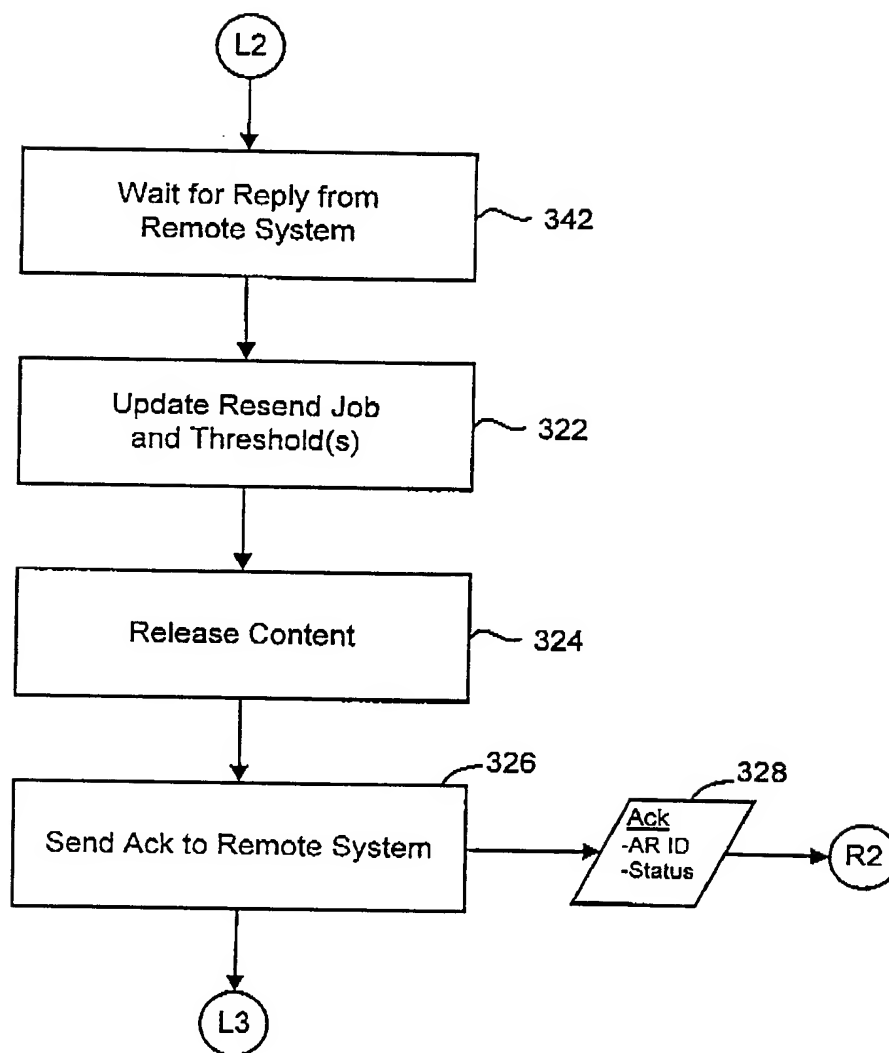 L2
Wait for Reply from
Remote System
342
Update Resend Job
and Threshold(s)
322
Release Content
324
326
Send Ack to Remote System
328
Ack
-AR ID
-Status
R2
L3